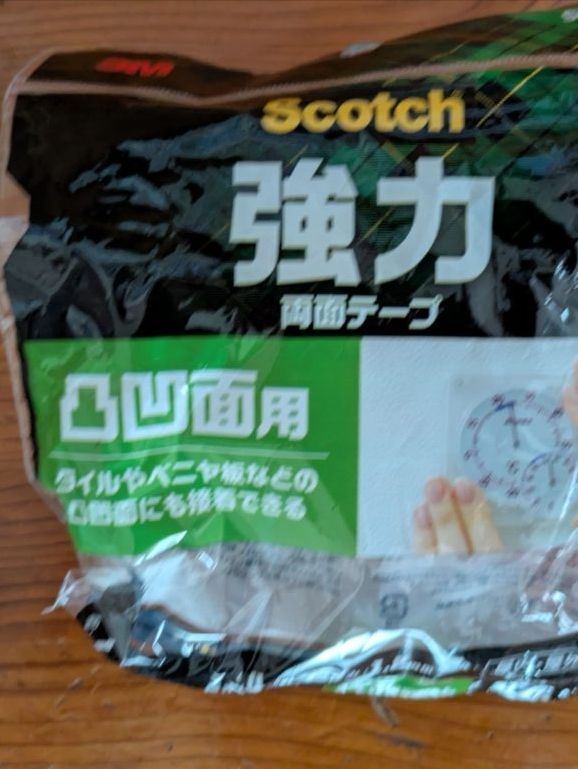 3M
Scotch
強力
両面テープ
凸凹面用
タイルやベニヤ板などの
凸凹面にも接着できる